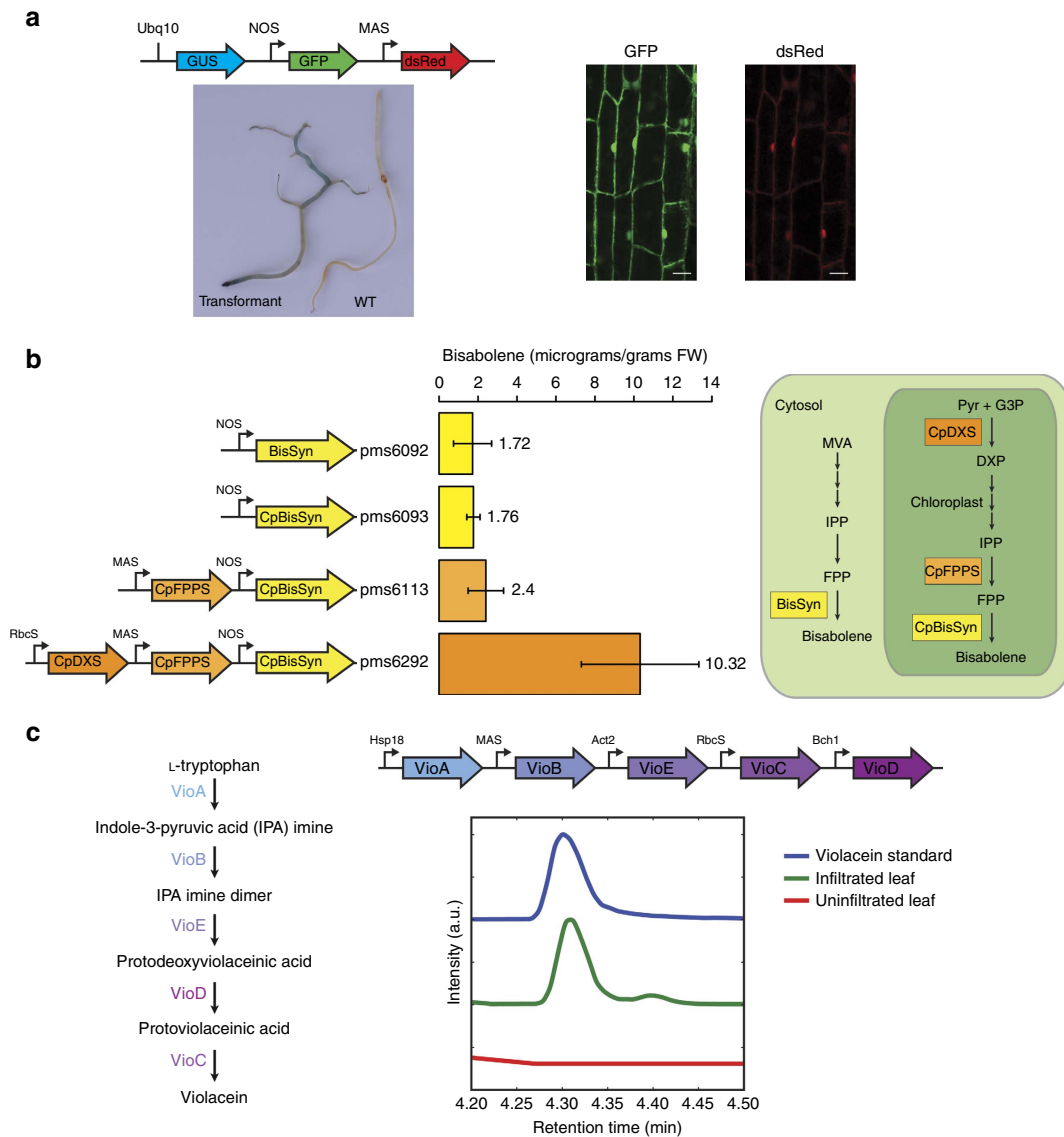 a
Ubq10 NOS MAS
GUS GFP dsRed
GFP dsRed
Transformant WT
b
Bisabolene (micrograms/grams FW)
0 2 4 6 8 10 12 14
NOS
BisSyn pms6092 1.72
NOS
CpBisSyn pms6093 1.76
MAS NOS
CpFPPS CpBisSyn pms6113 2.4
RbcS MAS NOS
CpDXS CpFPPS CpBisSyn pms6292 10.32
Cytosol
MVA
IPP
FPP
BisSyn
Bisabolene
Pyr + G3P
CpDXS
DXP
Chloroplast
IPP
CpFPPS
FPP
CpBisSyn
Bisabolene
c
L-tryptophan
VioA
Indole-3-pyruvic acid (IPA) imine
VioB
IPA imine dimer
VioE
Protodeoxyviolaceinic acid
VioD
Protoviolaceinic acid
VioC
Violacein
Hsp18 MAS Act2 RbcS Bch1
VioA VioB VioE VioC VioD
Intensity (a.u.)
4.20 4.25 4.30 4.35 4.40 4.45 4.50
Retention time (min)
Violacein standard
Infiltrated leaf
Uninfiltrated leaf